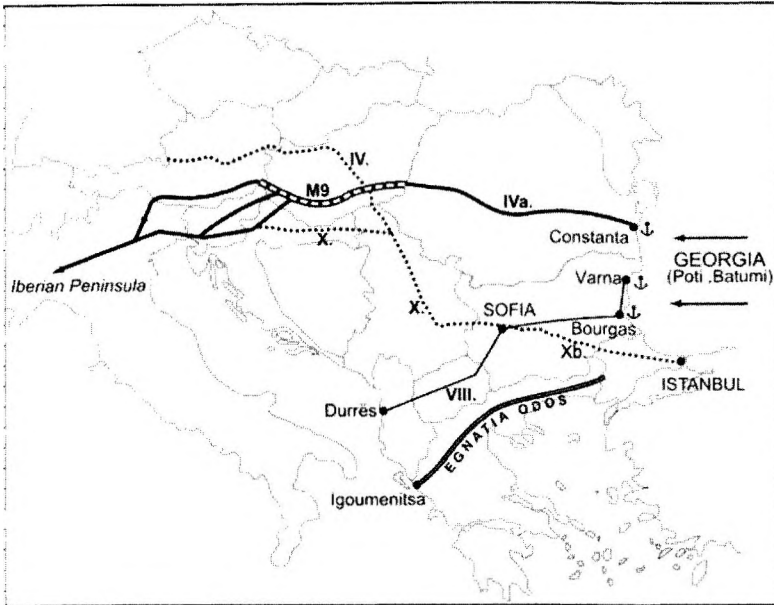 IV.
M9
IVa.
Constanta
X.
GEORGIA
(Poti .Batumi)
Iberian Peninsula
Varna
X.
SOFIA
Bourgas
Xb.
ISTANBUL
VIII.
Durrës
EGNATIA ODOS
Igoumenitsa